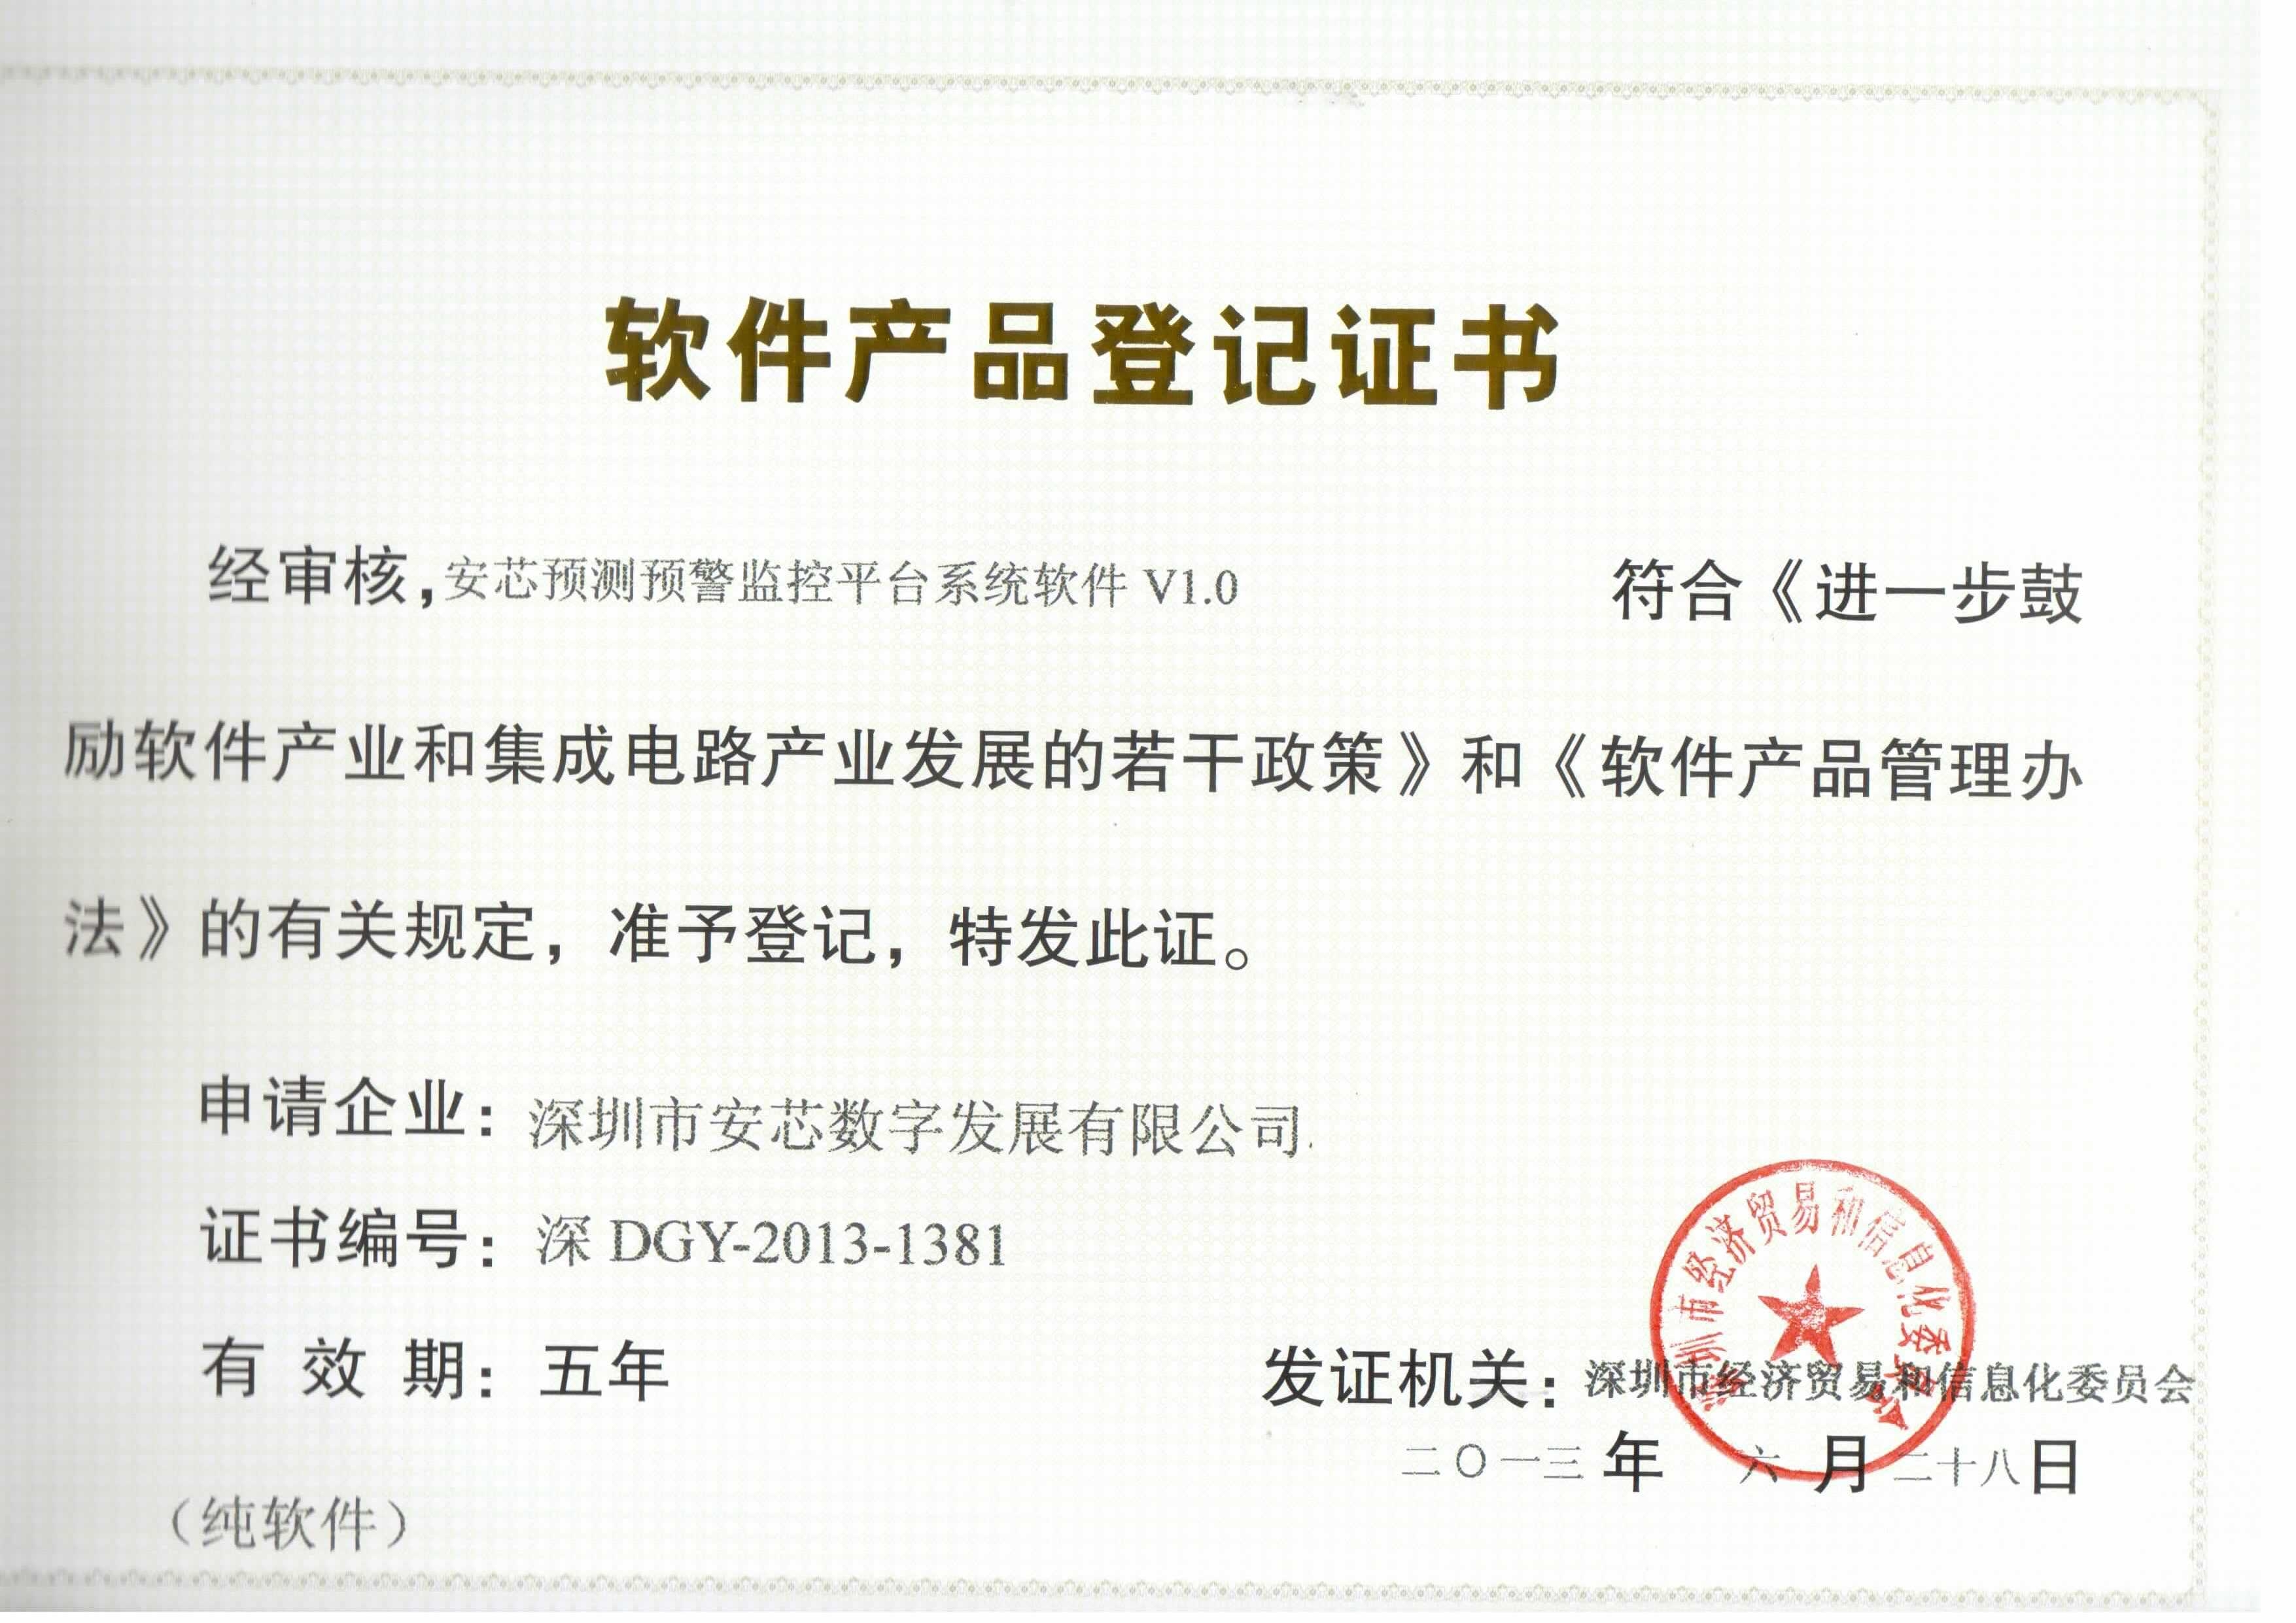 软件产品登记证书
经审核,安芯预测预警监控平台系统软件 V1.0 符合《进一步鼓
励软件产业和集成电路产业发展的若干政策》和《软件产品管理办
法》的有关规定，准予登记，特发此证。
申请企业：深圳市安芯数字发展有限公司.
证书编号：深 DGY-2013-1381
有 效 期：五年
深圳市经济贸易和信息化委员会
发证机关：深圳市经济贸易和信息化委员会
二〇一三 年 六 月 二十八 日
（纯软件）